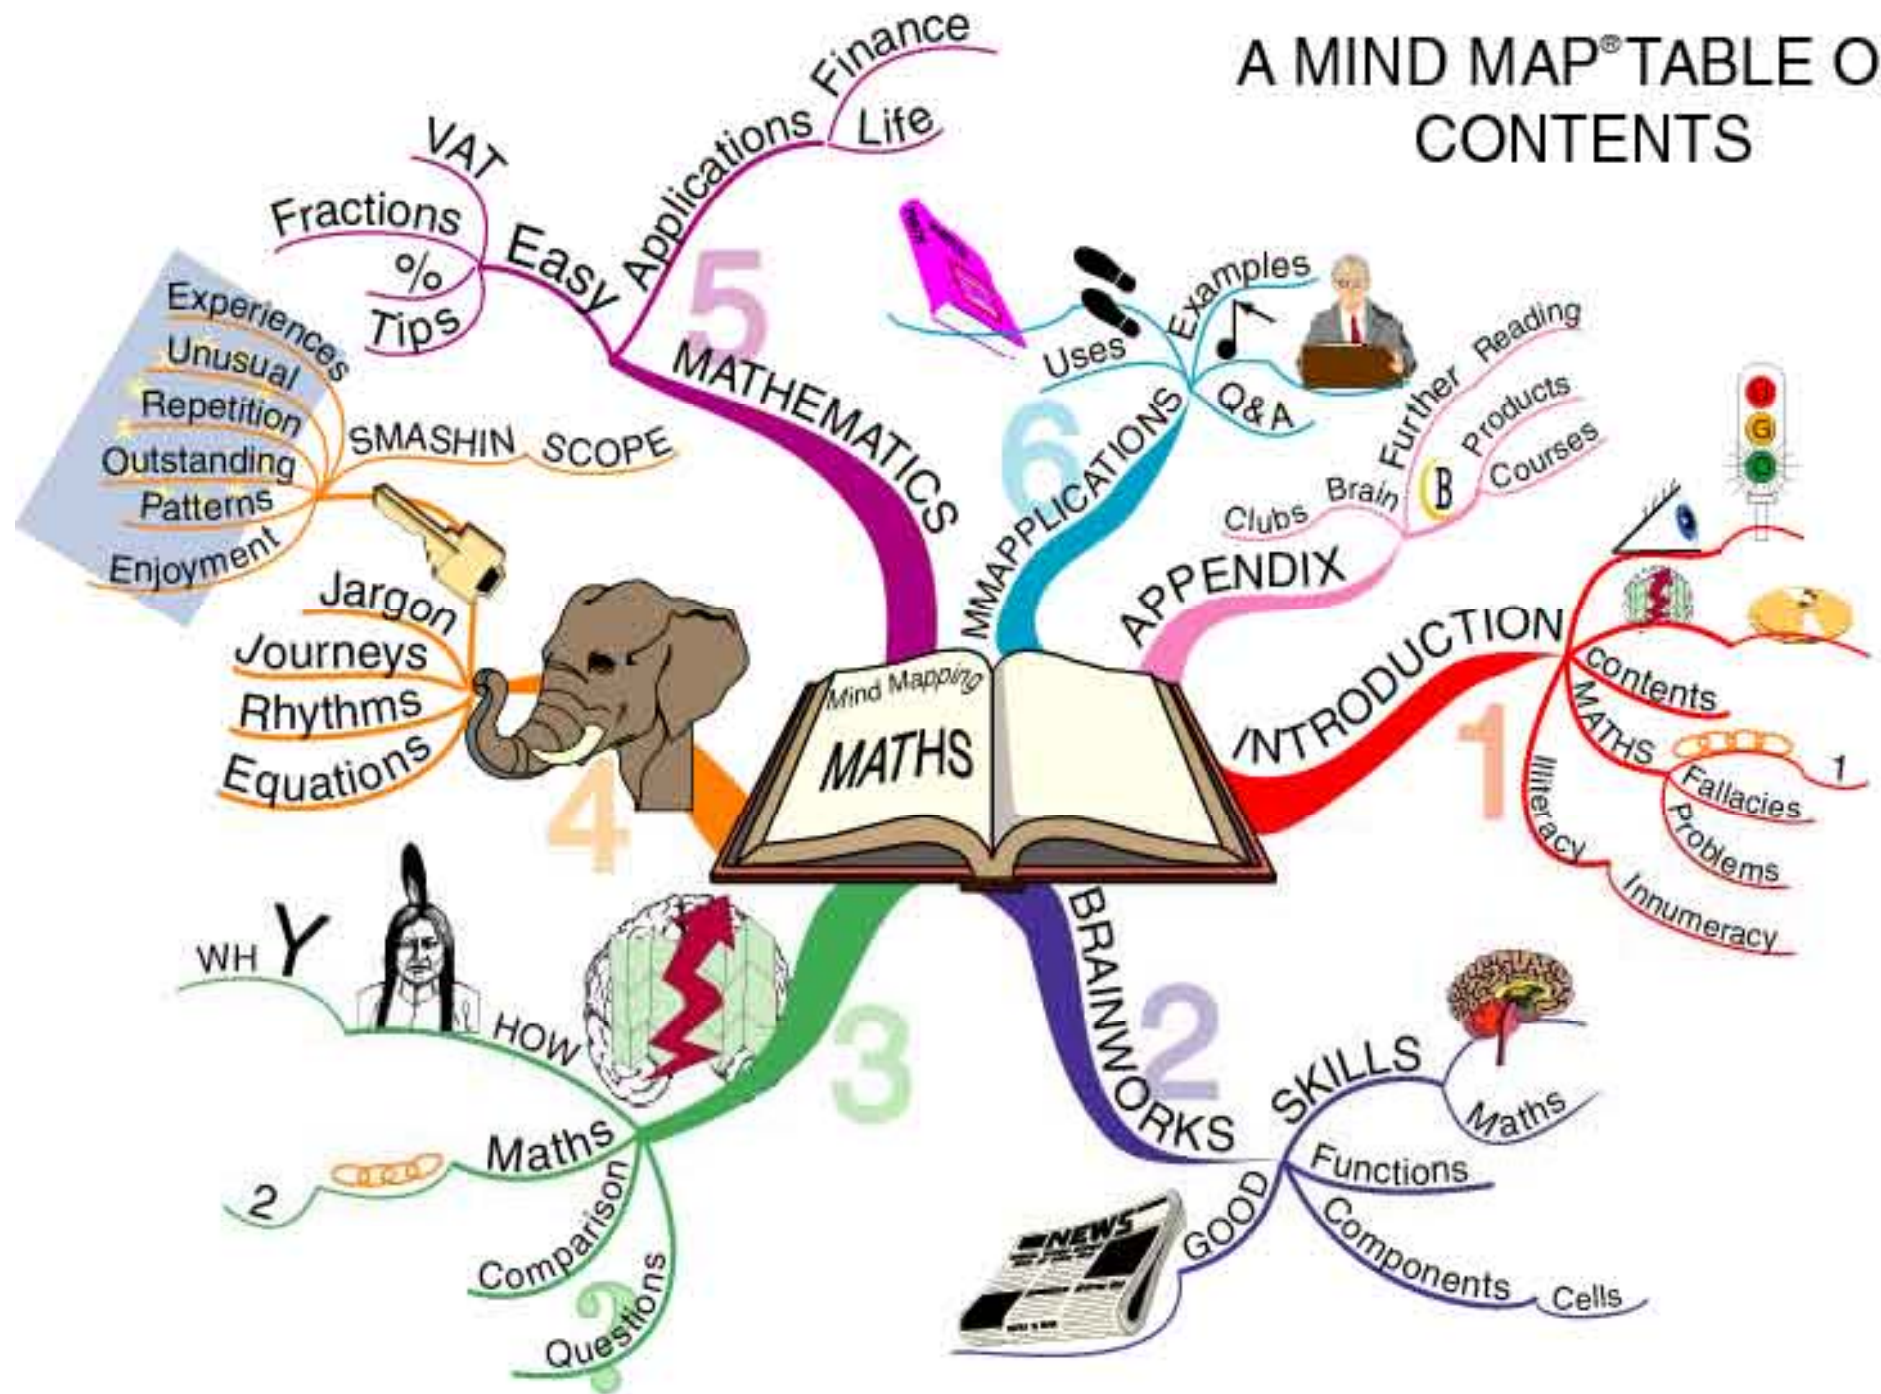 A MIND MAP® TABLE O
CONTENTS
Mind Mapping
MATHS
1
INTRODUCTION
G
contents
MATHS
1
Fallacies
Problems
Illiteracy
Innumeracy
2
BRAINWORKS
SKILLS
Maths
Functions
Components
Cells
GOOD
NEWS
3
HOW
WHY
Maths
2
Comparison
Questions
?
4
Jargon
Journeys
Rhythms
Equations
SMASHIN SCOPE
Experiences
Unusual
Repetition
Outstanding
Patterns
Enjoyment
5
MATHEMATICS
Easy
VAT
Fractions
%
Tips
Applications
Finance
Life
6
MMAPPLICATIONS
Uses
Examples
Q&A
APPENDIX
Clubs
Brain
Further
Reading
B
Products
Courses